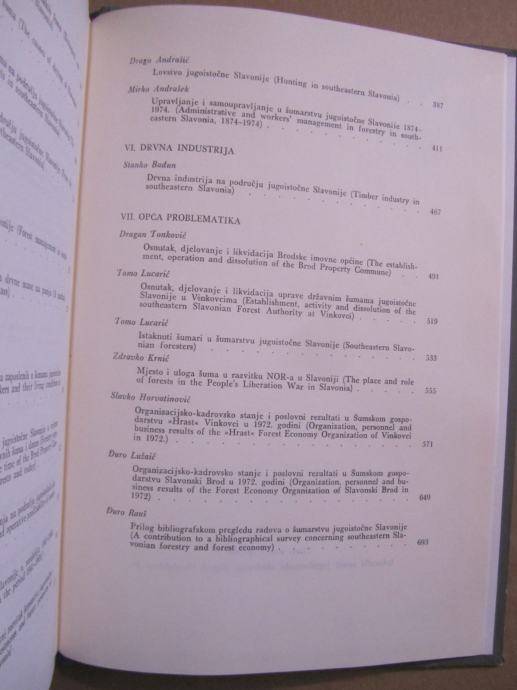 Drago Andrašić
Lovstvo jugoistočne Slavonije (Hunting in southeastern Slavonia) . . 387
Mirko Andrašek
Upravljanje i samoupravljanje u šumarstvu jugoistočne Slavonije 1874–
1974. (Administrative and workers' management in forestry in south-
eastern Slavonia, 1874–1974) . . . . . . . . . 411
VI. DRVNA INDUSTRIJA
Stanko Bađun
Drvna industrija na području jugoistočne Slavonije (Timber industry in
southeastern Slavonia) . . . . . . . . . . 467
VII. OPĆA PROBLEMATIKA
Dragan Tonković
Osnutak, djelovanje i likvidacija Brodske imovne općine (The establish-
ment, operation and dissolution of the Brod Property Commune) . . 491
Tomo Lucarić
Osnutak, djelovanje i likvidacija uprave državnim šumama jugoistočne
Slavonije u Vinkovcima (Establishment, activity and dissolution of the
southeastern Slavonian Forest Authority at Vinkovci) . . . . 519
Tomo Lucarić
Istaknuti šumari u šumarstvu jugoistočne Slavonije (Southeastern Slavo-
nian foresters) . . . . . . . . . . . 533
Zdravko Krnić
Mjesto i uloga šuma u razvitku NOR-a u Slavoniji (The place and role
of forests in the People's Liberation War in Slavonia) . . . . 555
Slavko Horvatinović
Organizacijsko-kadrovsko stanje i poslovni rezultati u Šumskom gospo-
darstvu »Hrast« Vinkovci u 1972. godini (Organization, personnel and
business results of the »Hrast« Forest Economy Organization of Vinkovci
in 1972.) . . . . . . . . . . . . 571
Đuro Lušaić
Organizacijsko-kadrovsko stanje i poslovni rezultati u Šumskom gospo-
darstvu Slavonski Brod u 1972. godini (Organization, personnel and bu-
siness results of the Forest Economy Organization of Slavonski Brod in
1972) . . . . . . . . . . . . . 649
Đuro Rauš
Prilog bibliografskom pregledu radova o šumarstvu jugoistočne Slavonije
(A contribution to a bibliographical survey concerning southeastern Sla-
vonian forestry and forest economy) . . . . . . . 693